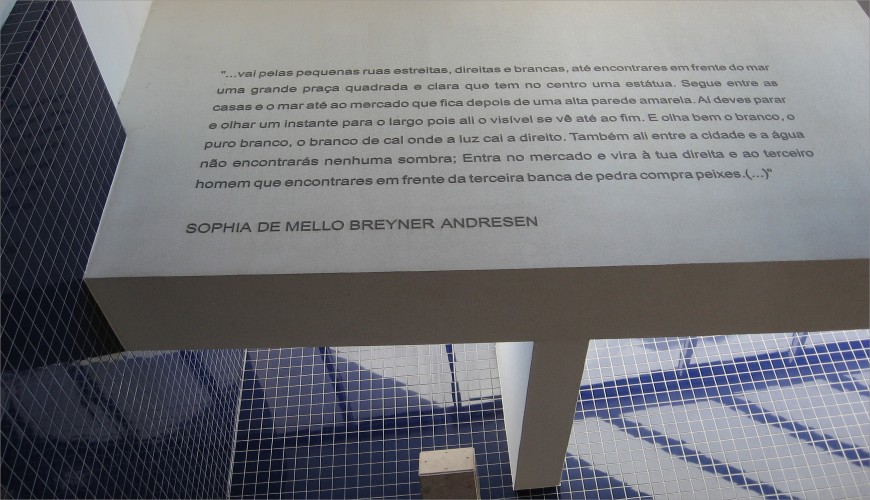 "...vai pelas pequenas ruas estreitas, direitas e brancas, até encontrares em frente do mar
uma grande praça quadrada e clara que tem no centro uma estátua. Segue entre as
casas e o mar até ao mercado que fica depois de uma alta parede amarela. Aí deves parar
e olhar um instante para o largo pois ali o visível se vê até ao fim. E olha bem o branco, o
puro branco, o branco de cal onde a luz cai a direito. Também ali entre a cidade e a água
não encontrarás nenhuma sombra; Entra no mercado e vira à tua direita e ao terceiro
homem que encontrares em frente da terceira banca de pedra compra peixes.(...)"
SOPHIA DE MELLO BREYNER ANDRESEN